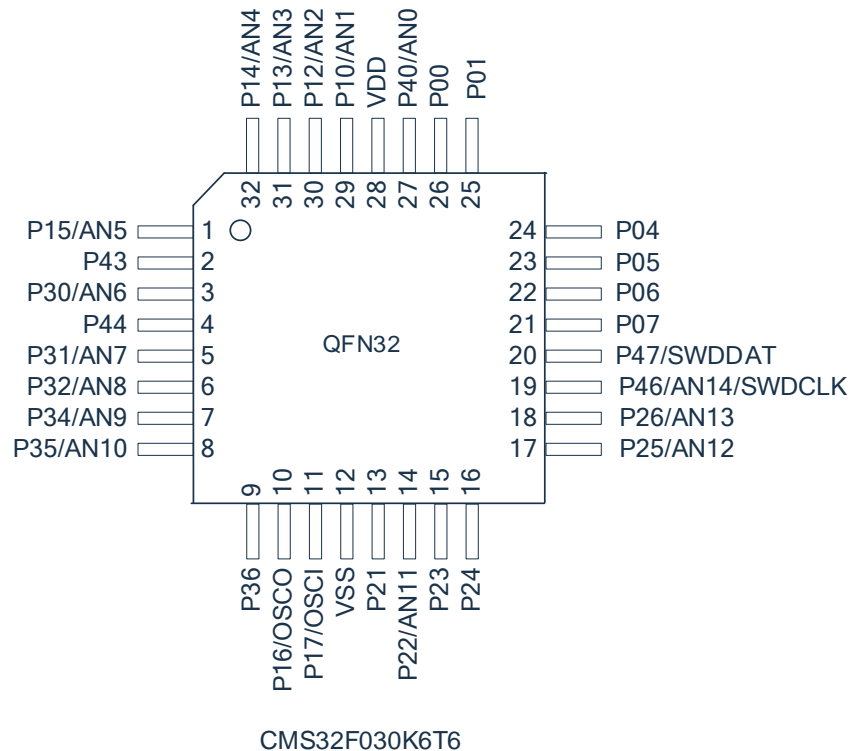 P14/AN4
P13/AN3
P12/AN2
P10/AN1
VDD
P40/AN0
P00
P01
32
31
30
29
28
27
26
25
P15/AN5 1
P43 2
P30/AN6 3
P44 4
P31/AN7 5
P32/AN8 6
P34/AN9 7
P35/AN10 8
QFN32
24 P04
23 P05
22 P06
21 P07
20 P47/SWDDAT
19 P46/AN14/SWDCLK
18 P26/AN13
17 P25/AN12
9
10
11
12
13
14
15
16
P36
P16/OSCO
P17/OSCI
VSS
P21
P22/AN11
P23
P24
CMS32F030K6T6